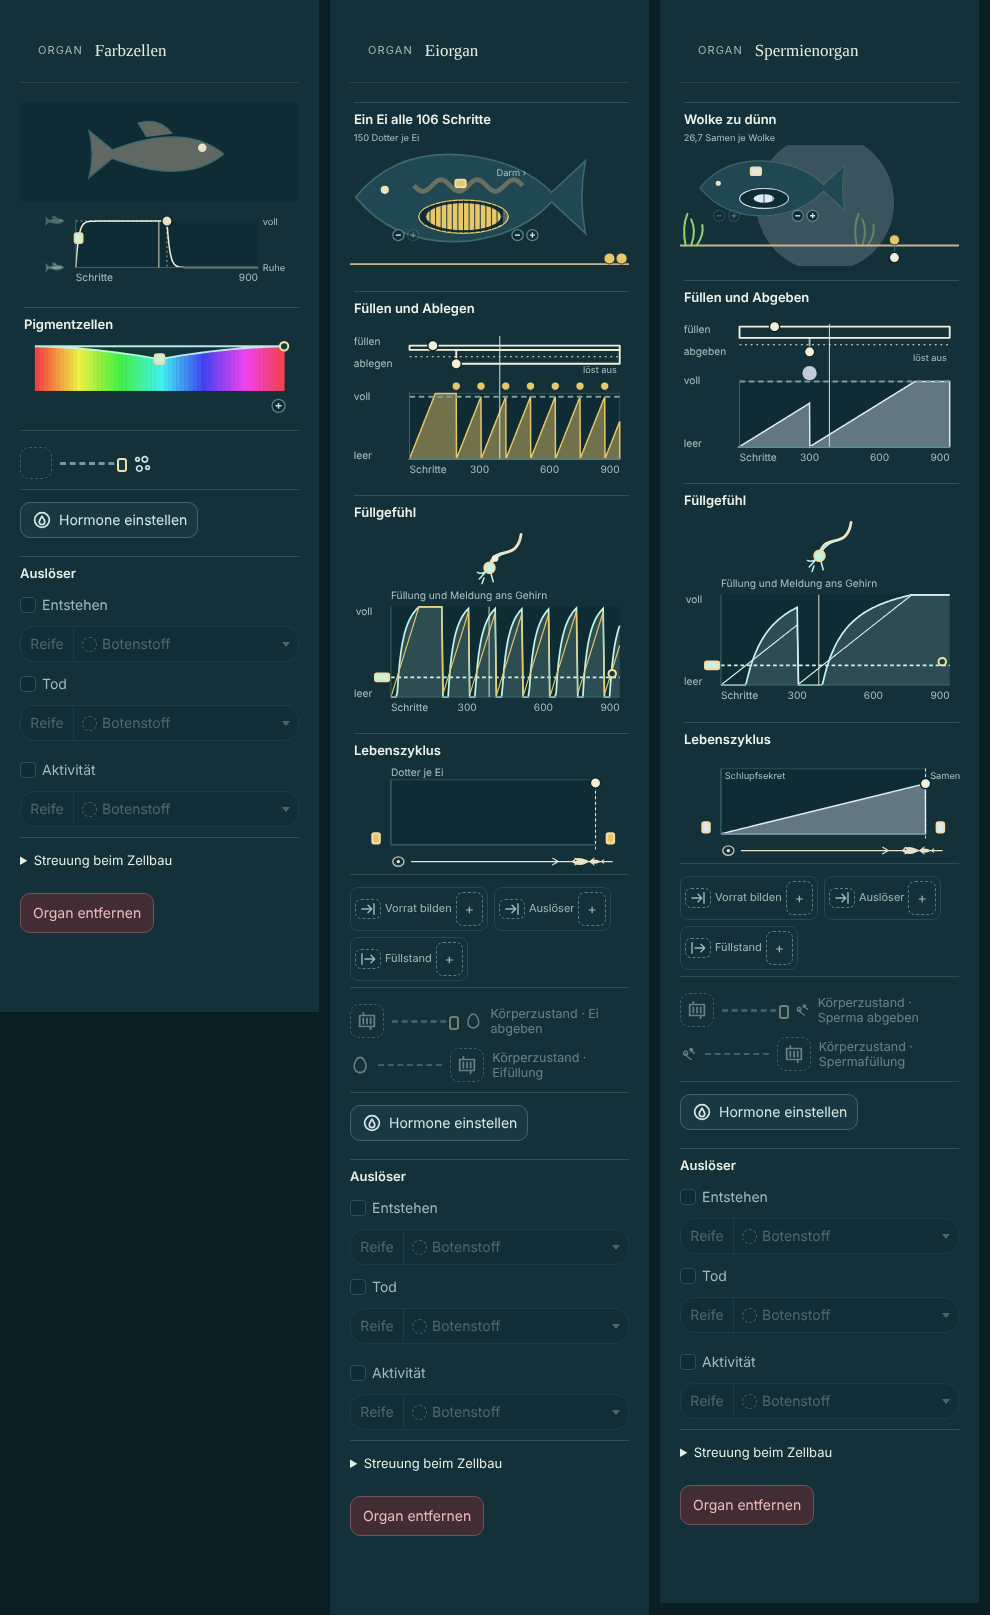 ORGAN Farbzellen
voll
Ruhe
Schritte 900
Pigmentzellen
Hormone einstellen
Auslöser
Entstehen
Reife Botenstoff
Tod
Reife Botenstoff
Aktivität
Reife Botenstoff
Streuung beim Zellbau
Organ entfernen
ORGAN Eiorgan
Ein Ei alle 106 Schritte
150 Dotter je Ei
Darm ›
Füllen und Ablegen
füllen
ablegen
löst aus
voll
leer
Schritte 300 600 900
Füllgefühl
Füllung und Meldung ans Gehirn
voll
leer
Schritte 300 600 900
Lebenszyklus
Dotter je Ei
Vorrat bilden +
Auslöser +
Füllstand +
Körperzustand · Ei
abgeben
Körperzustand ·
Eifüllung
Hormone einstellen
Auslöser
Entstehen
Reife Botenstoff
Tod
Reife Botenstoff
Aktivität
Reife Botenstoff
Streuung beim Zellbau
Organ entfernen
ORGAN Spermienorgan
Wolke zu dünn
26,7 Samen je Wolke
Füllen und Abgeben
füllen
abgeben
löst aus
voll
leer
Schritte 300 600 900
Füllgefühl
Füllung und Meldung ans Gehirn
voll
leer
Schritte 300 600 900
Lebenszyklus
Schlupfsekret Samen
Vorrat bilden +
Auslöser +
Füllstand +
Körperzustand ·
Sperma abgeben
Körperzustand ·
Spermafüllung
Hormone einstellen
Auslöser
Entstehen
Reife Botenstoff
Tod
Reife Botenstoff
Aktivität
Reife Botenstoff
Streuung beim Zellbau
Organ entfernen